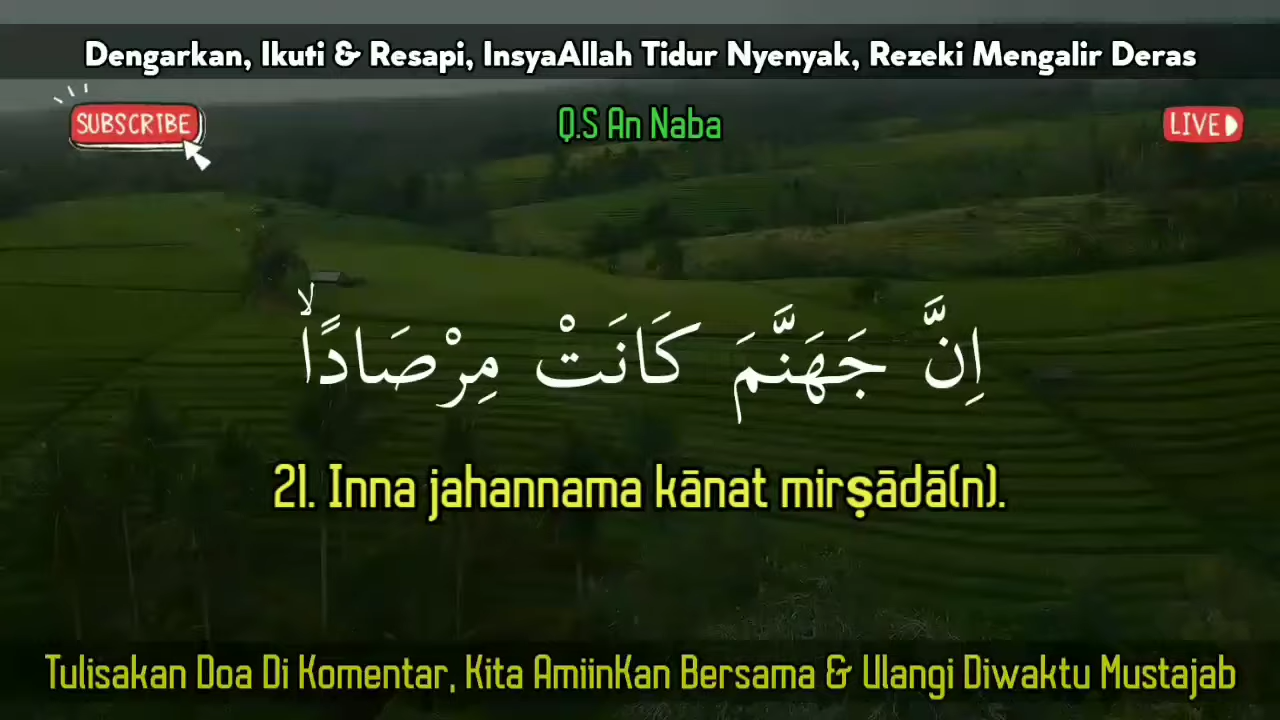 Dengarkan, Ikuti & Resapi, InsyaAllah Tidur Nyenyak, Rezeki Mengalir Deras
SUBSCRIBE
Q.S An Naba
LIVE
اِنَّ جَهَنَّمَ كَانَتْ مِرْصَادًاۙ
21. Inna jahannama kānat mirṣādā(n).
Tulisakan Doa Di Komentar, Kita AmiinKan Bersama & Ulangi Diwaktu Mustajab